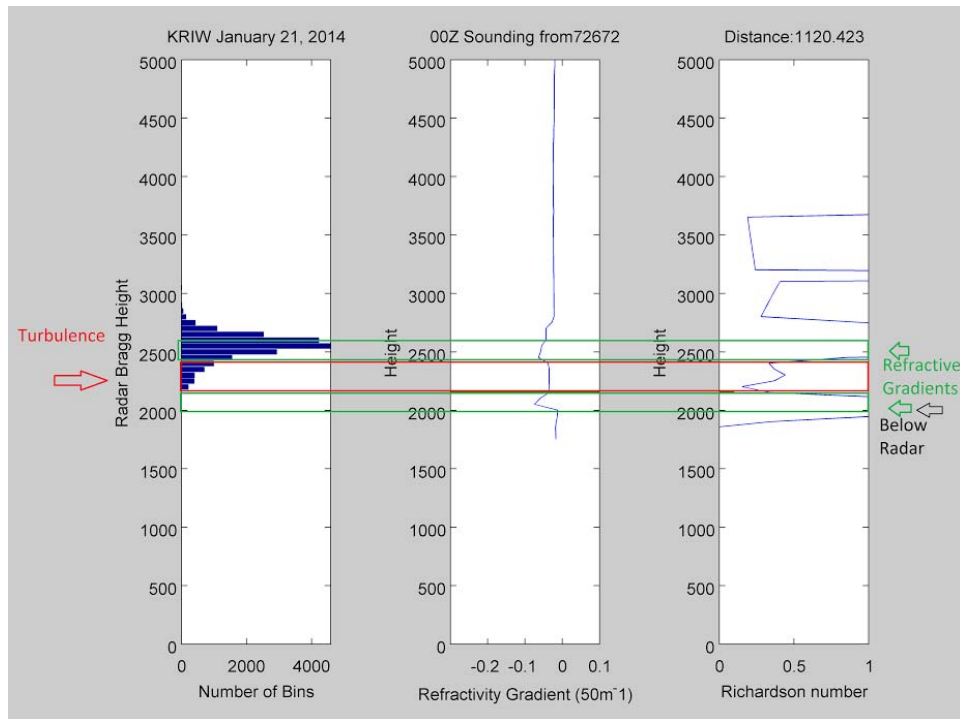 KRIW January 21, 2014
5000
4500
4000
3500
3000
2500
2000
1500
1000
500
0
0 2000 4000
Number of Bins
Radar Bragg Height
Turbulence
00Z Sounding from72672
5000
4500
4000
3500
3000
2500
2000
1500
1000
500
0
-0.2 -0.1 0 0.1
Refractivity Gradient (50m-1)
Height
Distance:1120.423
5000
4500
4000
3500
3000
2500
2000
1500
1000
500
0
0 0.5 1
Richardson number
Height
Refractive
Gradients
Below
Radar